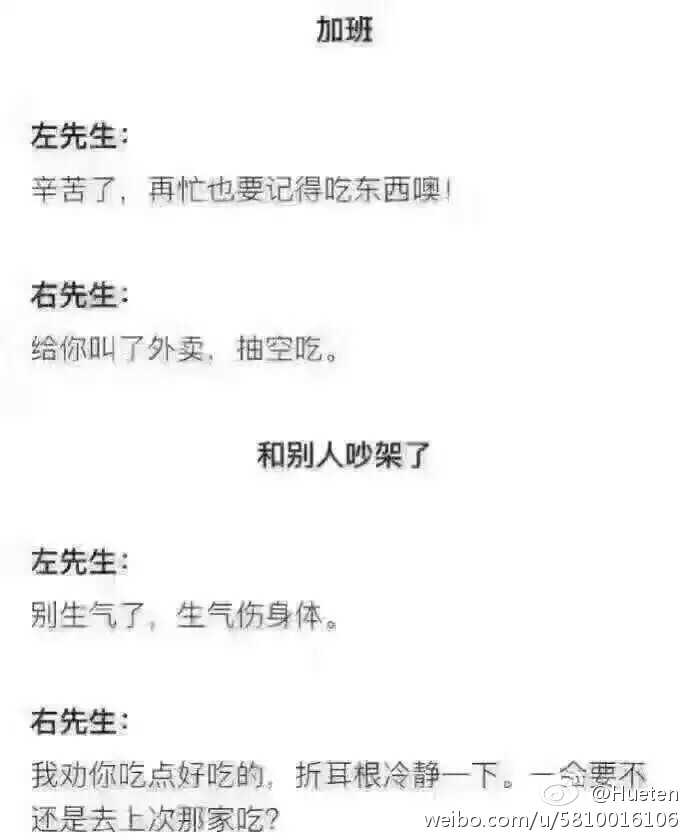 加班
左先生：
辛苦了，再忙也要记得吃东西噢！
右先生：
给你叫了外卖，抽空吃。
和别人吵架了
左先生：
别生气了，生气伤身体。
右先生：
我劝你吃点好吃的，折耳根冷静一下。一会要不
还是去上次那家吃？
@Hueten
weibo.com/u/5810016106